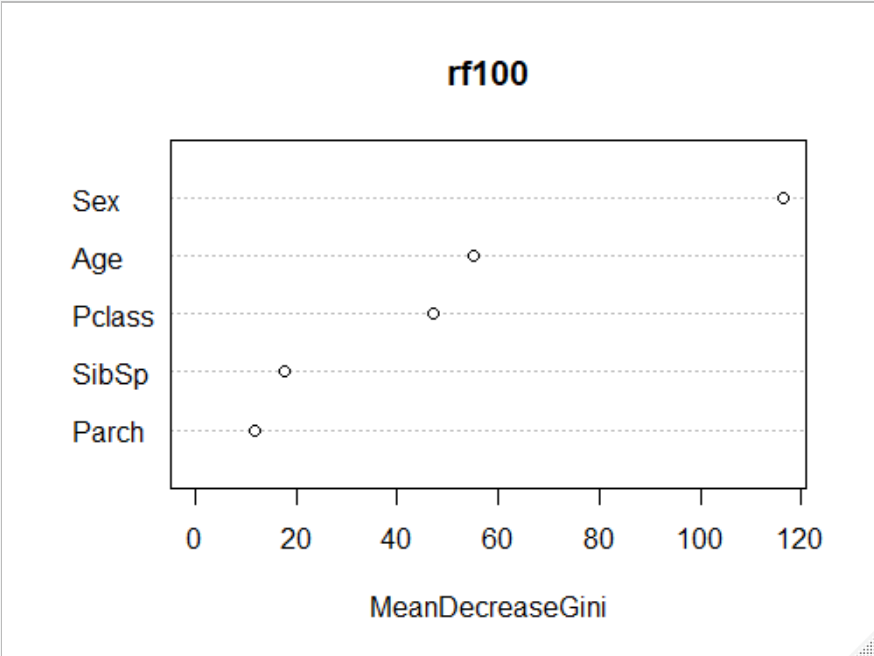 rf100
Sex
Age
Pclass
SibSp
Parch
0 20 40 60 80 100 120
MeanDecreaseGini